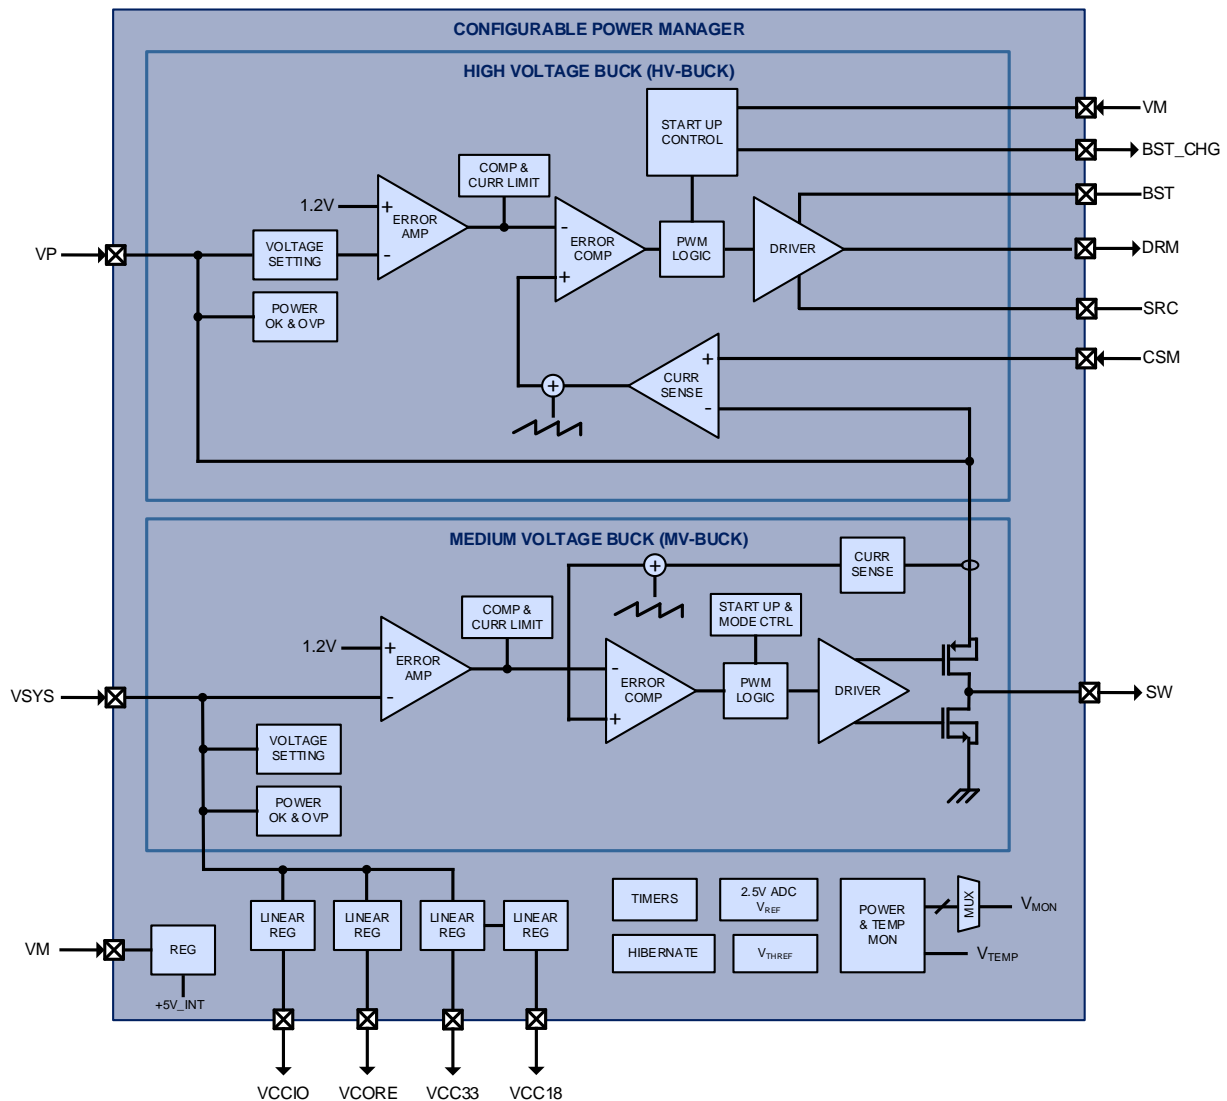 CONFIGURABLE POWER MANAGER
HIGH VOLTAGE BUCK (HV-BUCK)
VM
START UP
CONTROL
BST_CHG
COMP &
CURR LIMIT
BST
1.2V
+
ERROR
AMP
-
-
ERROR
COMP
+
PWM
LOGIC
DRIVER
DRM
VP
VOLTAGE
SETTING
POWER
OK & OVP
SRC
+
CURR
SENSE
-
CSM
+
MEDIUM VOLTAGE BUCK (MV-BUCK)
CURR
SENSE
+
COMP &
CURR LIMIT
START UP &
MODE CTRL
1.2V
+
ERROR
AMP
-
-
ERROR
COMP
+
PWM
LOGIC
DRIVER
VSYS
SW
VOLTAGE
SETTING
POWER
OK & OVP
TIMERS
2.5V ADC
VREF
POWER
& TEMP
MON
MUX
VMON
LINEAR
REG
LINEAR
REG
LINEAR
REG
LINEAR
REG
VM
REG
HIBERNATE
VTHREF
VTEMP
+5V_INT
VCCIO
VCORE
VCC33
VCC18